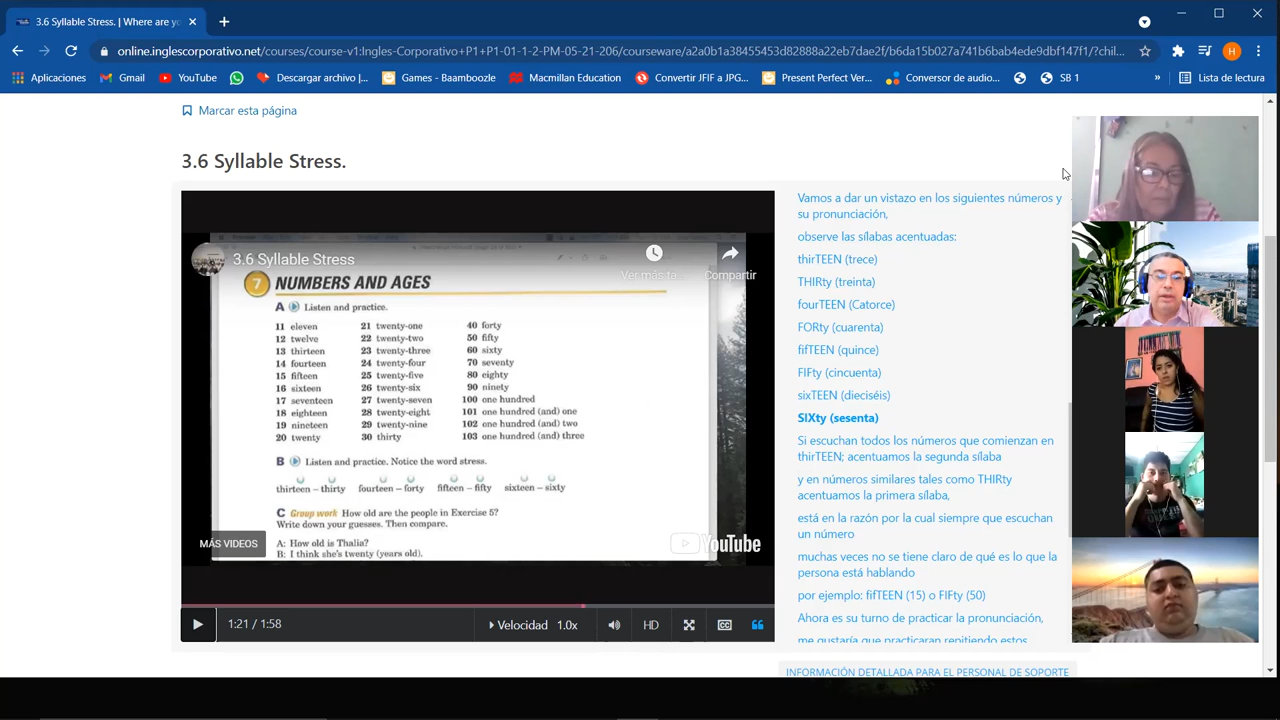 3.6 Syllable Stress. | Where are yo
online.inglescorporativo.net/courses/course-v1:Ingles-Corporativo+P1+P1-01-1-2-PM-05-21-206/courseware/a2a0b1a38455453d82888a22eb7dae2f/b6da15b027a741b6bab4ede9dbf147f1/?chil...
H
Aplicaciones
Gmail
YouTube
Descargar archivo |...
Games - Baamboozle
Macmillan Education
Convertir JFIF a JPG...
Present Perfect Ver...
Conversor de audio...
SB 1
»
Lista de lectura
Marcar esta página
3.6 Syllable Stress.
3.6 Syllable Stress
Ver más ta...
Compartir
7 NUMBERS AND AGES
A Listen and practice.
11 eleven 21 twenty-one 40 forty
12 twelve 22 twenty-two 50 fifty
13 thirteen 23 twenty-three 60 sixty
14 fourteen 24 twenty-four 70 seventy
15 fifteen 25 twenty-five 80 eighty
16 sixteen 26 twenty-six 90 ninety
17 seventeen 27 twenty-seven 100 one hundred
18 eighteen 28 twenty-eight 101 one hundred (and) one
19 nineteen 29 twenty-nine 102 one hundred (and) two
20 twenty 30 thirty 103 one hundred (and) three
B Listen and practice. Notice the word stress.
thirteen – thirty fourteen – forty fifteen – fifty sixteen – sixty
C Group work How old are the people in Exercise 5?
Write down your guesses. Then compare.
A: How old is Thalia?
B: I think she's twenty (years old).
MÁS VIDEOS
YouTube
1:21 / 1:58
Velocidad 1.0x
HD
Vamos a dar un vistazo en los siguientes números y
su pronunciación,
observe las sílabas acentuadas:
thirTEEN (trece)
THIRty (treinta)
fourTEEN (Catorce)
FORty (cuarenta)
fifTEEN (quince)
FIFty (cincuenta)
sixTEEN (dieciséis)
SIXty (sesenta)
Si escuchan todos los números que comienzan en
thirTEEN; acentuamos la segunda sílaba
y en números similares tales como THIRty
acentuamos la primera sílaba,
está en la razón por la cual siempre que escuchan
un número
muchas veces no se tiene claro de qué es lo que la
persona está hablando
por ejemplo: fifTEEN (15) o FIFty (50)
Ahora es su turno de practicar la pronunciación,
me gustaría que practicaran repitiendo estos
INFORMACIÓN DETALLADA PARA EL PERSONAL DE SOPORTE